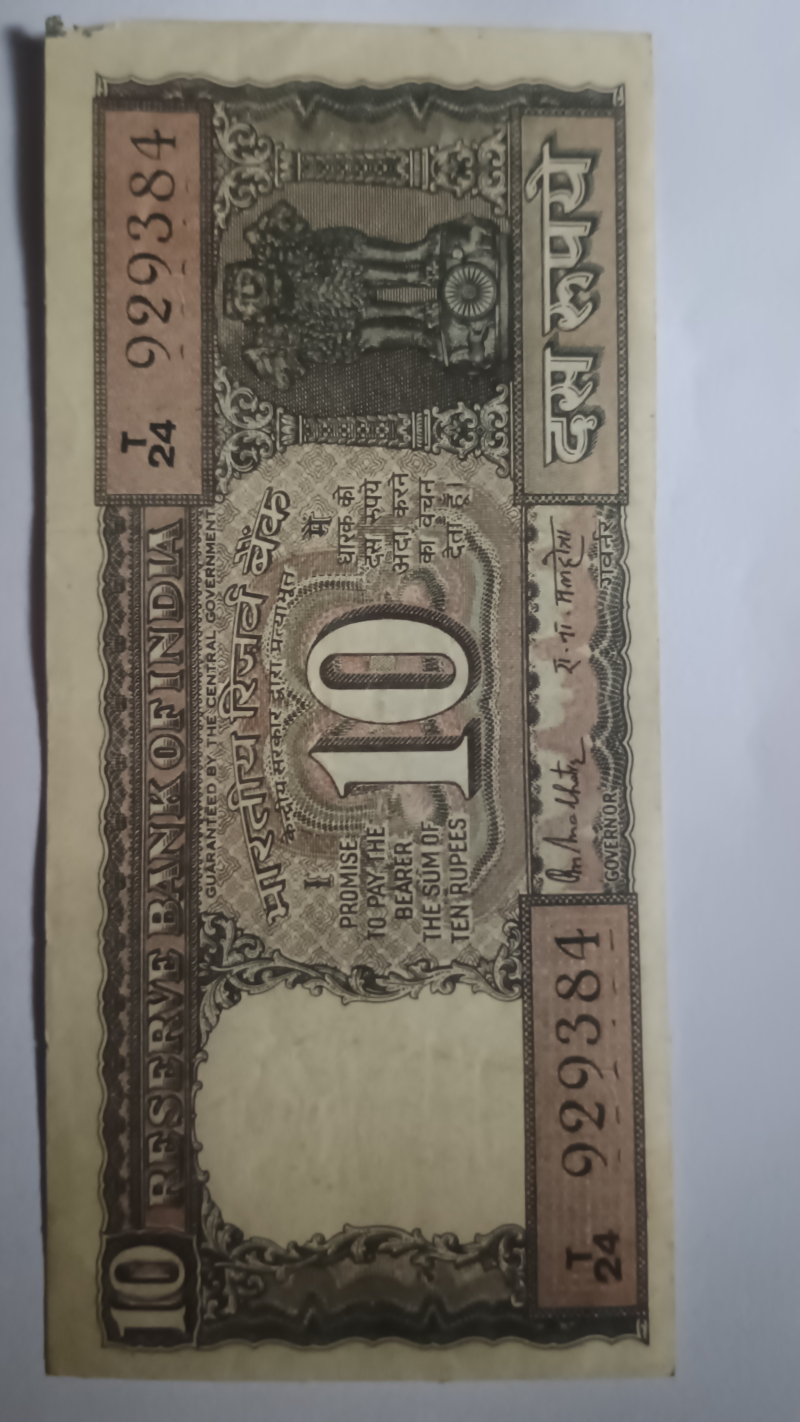 10 RESERVE BANK OF INDIA
GUARANTEED BY THE CENTRAL GOVERNMENT
T
24 929384
भारतीय रिज़र्व बैंक
केन्द्रीय सरकार द्वारा प्रत्याभूत
I
PROMISE
TO PAY THE
BEARER
THE SUM OF
TEN RUPEES
10
मैं
धारक को
दस रुपये
अदा करने
का वचन
देता हूँ।
T
24 929384
रा. ना. मलहोत्रा
GOVERNOR
गवर्नर
दस रुपये